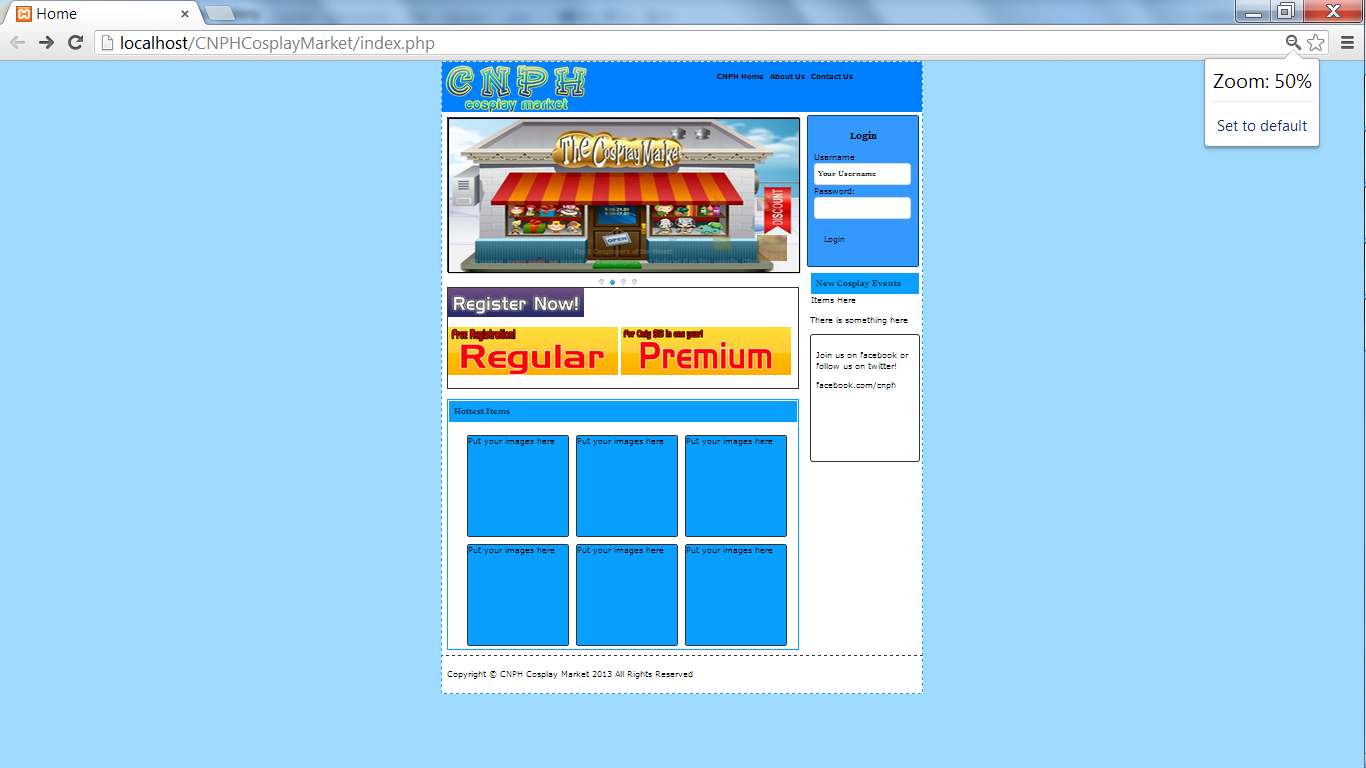 Home
localhost/CNPHCosplayMarket/index.php
Zoom: 50%
Set to default
CNPH
cosplay market
CNPH Home About Us Contact Us
The Cosplay Market
DISCOUNT
OPEN
Login
Username
Your Username
Password:
Login
New Cosplay Events
Items Here
There is something here
Join us on facebook or
follow us on twitter!
facebook.com/cnph
Register Now!
Free Registration!
Regular
For Only $13 in one year!
Premium
Hottest Items
Put your images here
Put your images here
Put your images here
Put your images here
Put your images here
Put your images here
Copyright © CNPH Cosplay Market 2013 All Rights Reserved